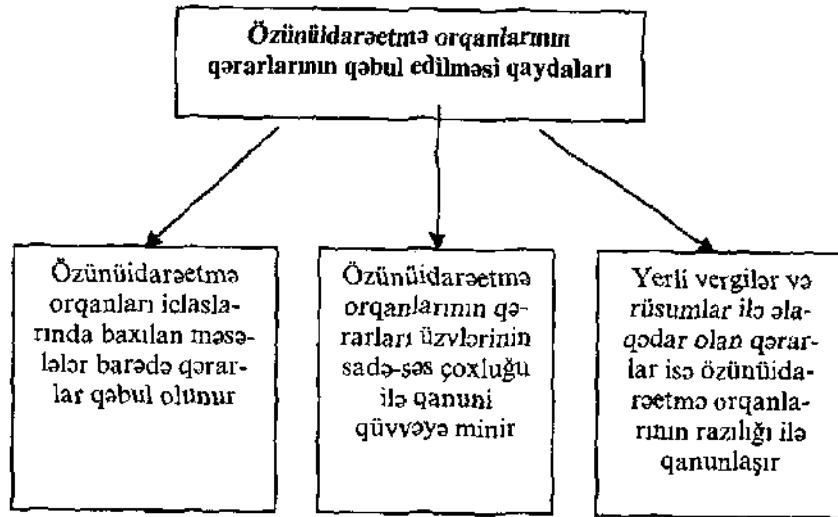 Özünüidarəetmə orqanlarının
qərarlarının qəbul edilməsi qaydaları
Özünüidarəetmə
orqanları iclasla-
rında baxılan məsə-
lələr barədə qərar-
lar qəbul olunur
Özünüidarəetmə
orqanlarının qə-
rarları üzvlərinin
sadə-səs çoxluğu
ilə qanuni
qüvvəyə minir
Yerli vergilər və
rüsumlar ilə əla-
qədar olan qərar-
lar isə özünüida-
rəetmə orqanla-
rının razılığı ilə
qanunlaşır